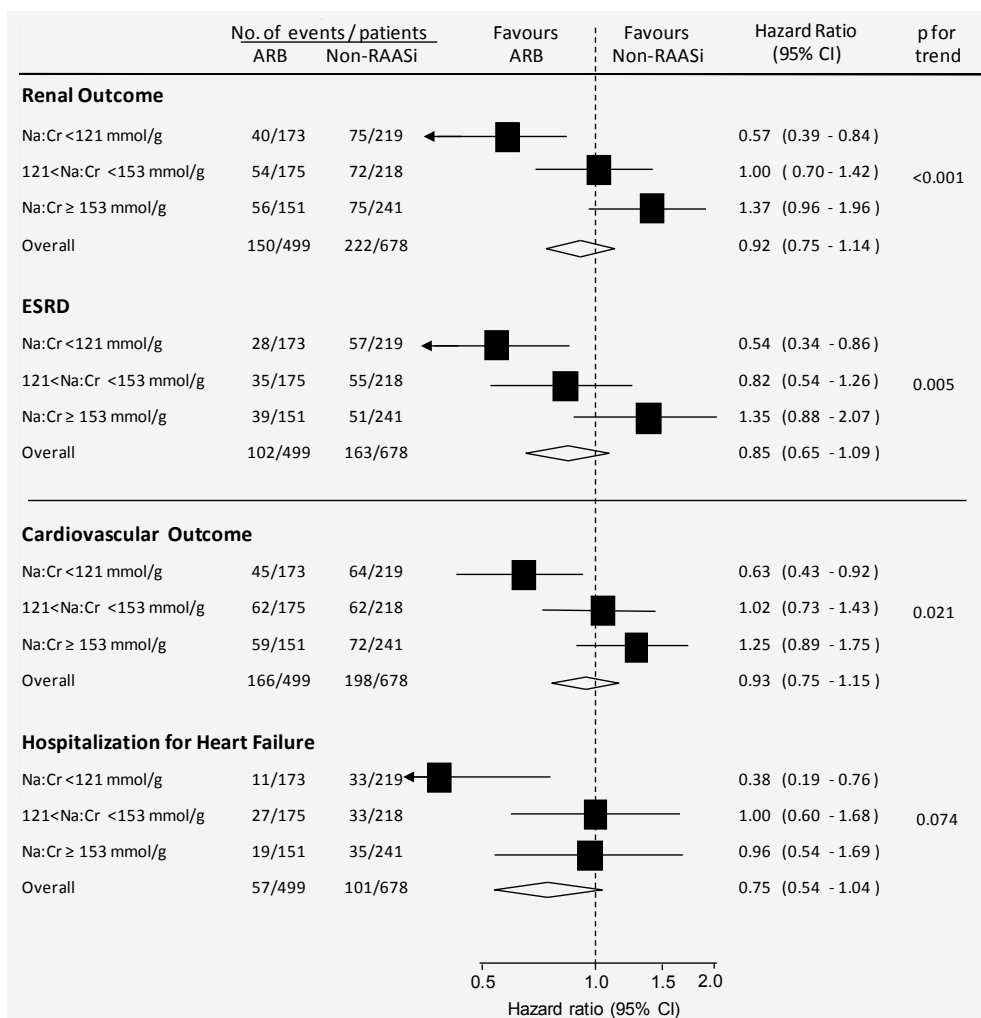 No. of events / patients Favours Favours Hazard Ratio p for
ARB Non-RAASi ARB Non-RAASi (95% CI) trend
Renal Outcome
Na:Cr <121 mmol/g 40/173 75/219 0.57 (0.39 - 0.84 )
121<Na:Cr <153 mmol/g 54/175 72/218 1.00 ( 0.70 - 1.42 ) <0.001
Na:Cr ≥ 153 mmol/g 56/151 75/241 1.37 (0.96 - 1.96 )
Overall 150/499 222/678 0.92 (0.75 - 1.14 )
ESRD
Na:Cr <121 mmol/g 28/173 57/219 0.54 (0.34 - 0.86 )
121<Na:Cr <153 mmol/g 35/175 55/218 0.82 (0.54 - 1.26 ) 0.005
Na:Cr ≥ 153 mmol/g 39/151 51/241 1.35 (0.88 - 2.07 )
Overall 102/499 163/678 0.85 (0.65 - 1.09 )
Cardiovascular Outcome
Na:Cr <121 mmol/g 45/173 64/219 0.63 (0.43 - 0.92 )
121<Na:Cr <153 mmol/g 62/175 62/218 1.02 (0.73 - 1.43 ) 0.021
Na:Cr ≥ 153 mmol/g 59/151 72/241 1.25 (0.89 - 1.75 )
Overall 166/499 198/678 0.93 (0.75 - 1.15 )
Hospitalization for Heart Failure
Na:Cr <121 mmol/g 11/173 33/219 0.38 (0.19 - 0.76 )
121<Na:Cr <153 mmol/g 27/175 33/218 1.00 (0.60 - 1.68 ) 0.074
Na:Cr ≥ 153 mmol/g 19/151 35/241 0.96 (0.54 - 1.69 )
Overall 57/499 101/678 0.75 (0.54 - 1.04 )
0.5 1.0 1.5 2.0
Hazard ratio (95% CI)